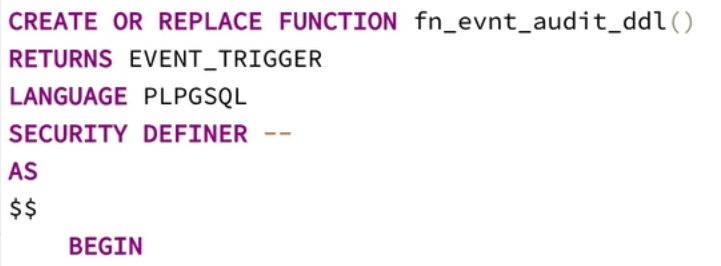 CREATE OR REPLACE FUNCTION fn_evnt_audit_ddl()
RETURNS EVENT_TRIGGER
LANGUAGE PLPGSQL
SECURITY DEFINER --
AS
$$
BEGIN